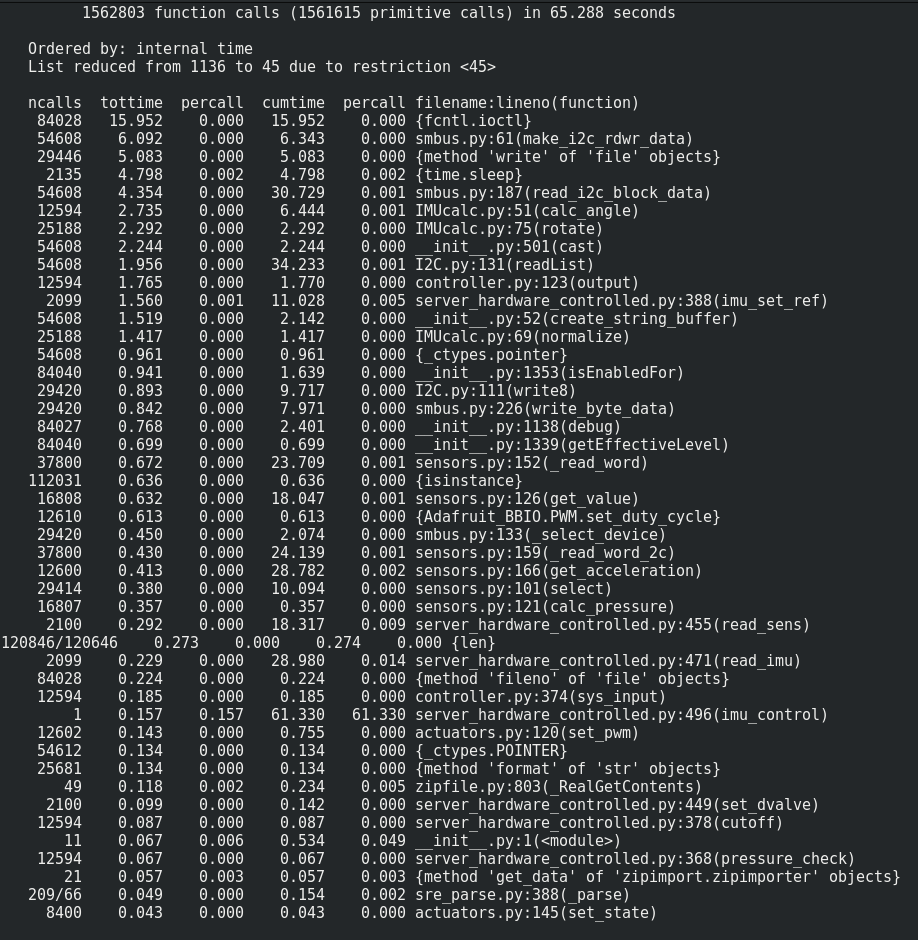 1562803 function calls (1561615 primitive calls) in 65.288 seconds
Ordered by: internal time
List reduced from 1136 to 45 due to restriction <45>
ncalls tottime percall cumtime percall filename:lineno(function)
84028 15.952 0.000 15.952 0.000 {fcntl.ioctl}
54608 6.092 0.000 6.343 0.000 smbus.py:61(make_i2c_rdwr_data)
29446 5.083 0.000 5.083 0.000 {method 'write' of 'file' objects}
2135 4.798 0.002 4.798 0.002 {time.sleep}
54608 4.354 0.000 30.729 0.001 smbus.py:187(read_i2c_block_data)
12594 2.735 0.000 6.444 0.001 IMUcalc.py:51(calc_angle)
25188 2.292 0.000 2.292 0.000 IMUcalc.py:75(rotate)
54608 2.244 0.000 2.244 0.000 __init__.py:501(cast)
54608 1.956 0.000 34.233 0.001 I2C.py:131(readList)
12594 1.765 0.000 1.770 0.000 controller.py:123(output)
2099 1.560 0.001 11.028 0.005 server_hardware_controlled.py:388(imu_set_ref)
54608 1.519 0.000 2.142 0.000 __init__.py:52(create_string_buffer)
25188 1.417 0.000 1.417 0.000 IMUcalc.py:69(normalize)
54608 0.961 0.000 0.961 0.000 {_ctypes.pointer}
84040 0.941 0.000 1.639 0.000 __init__.py:1353(isEnabledFor)
29420 0.893 0.000 9.717 0.000 I2C.py:111(write8)
29420 0.842 0.000 7.971 0.000 smbus.py:226(write_byte_data)
84027 0.768 0.000 2.401 0.000 __init__.py:1138(debug)
84040 0.699 0.000 0.699 0.000 __init__.py:1339(getEffectiveLevel)
37800 0.672 0.000 23.709 0.001 sensors.py:152(_read_word)
112031 0.636 0.000 0.636 0.000 {isinstance}
16808 0.632 0.000 18.047 0.001 sensors.py:126(get_value)
12610 0.613 0.000 0.613 0.000 {Adafruit_BBIO.PWM.set_duty_cycle}
29420 0.450 0.000 2.074 0.000 smbus.py:133(_select_device)
37800 0.430 0.000 24.139 0.001 sensors.py:159(_read_word_2c)
12600 0.413 0.000 28.782 0.002 sensors.py:166(get_acceleration)
29414 0.380 0.000 10.094 0.000 sensors.py:101(select)
16807 0.357 0.000 0.357 0.000 sensors.py:121(calc_pressure)
2100 0.292 0.000 18.317 0.009 server_hardware_controlled.py:455(read_sens)
120846/120646 0.273 0.000 0.274 0.000 {len}
2099 0.229 0.000 28.980 0.014 server_hardware_controlled.py:471(read_imu)
84028 0.224 0.000 0.224 0.000 {method 'fileno' of 'file' objects}
12594 0.185 0.000 0.185 0.000 controller.py:374(sys_input)
1 0.157 0.157 61.330 61.330 server_hardware_controlled.py:496(imu_control)
12602 0.143 0.000 0.755 0.000 actuators.py:120(set_pwm)
54612 0.134 0.000 0.134 0.000 {_ctypes.POINTER}
25681 0.134 0.000 0.134 0.000 {method 'format' of 'str' objects}
49 0.118 0.002 0.234 0.005 zipfile.py:803(_RealGetContents)
2100 0.099 0.000 0.142 0.000 server_hardware_controlled.py:449(set_dvalve)
12594 0.087 0.000 0.087 0.000 server_hardware_controlled.py:378(cutoff)
11 0.067 0.006 0.534 0.049 __init__.py:1(<module>)
12594 0.067 0.000 0.067 0.000 server_hardware_controlled.py:368(pressure_check)
21 0.057 0.003 0.057 0.003 {method 'get_data' of 'zipimport.zipimporter' objects}
209/66 0.049 0.000 0.154 0.002 sre_parse.py:388(_parse)
8400 0.043 0.000 0.043 0.000 actuators.py:145(set_state)